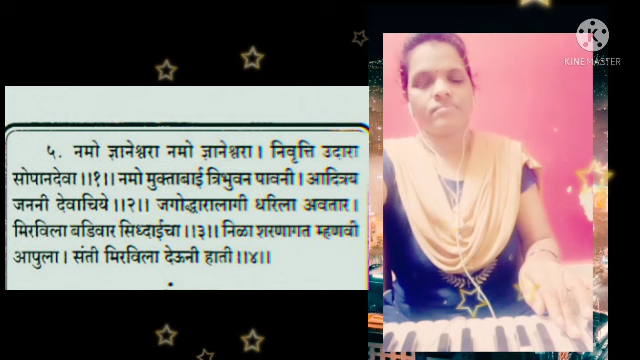 ५. नमो ज्ञानेश्वरा नमो ज्ञानेश्वरा। निवृत्ति उदारा
सोपानदेवा।।१।। नमो मुक्ताबाई त्रिभुवन पावनी। आदित्रय
जननी देवाचिये।।२।। जगोद्धारालागी धरिला अवतार।
मिरविला बडिवार सिध्दाईचा।।३।। निळा शरणागत म्हणवी
आपुला। संती मिरविला देऊनी हाती।।४।।
K
KINEMASTER